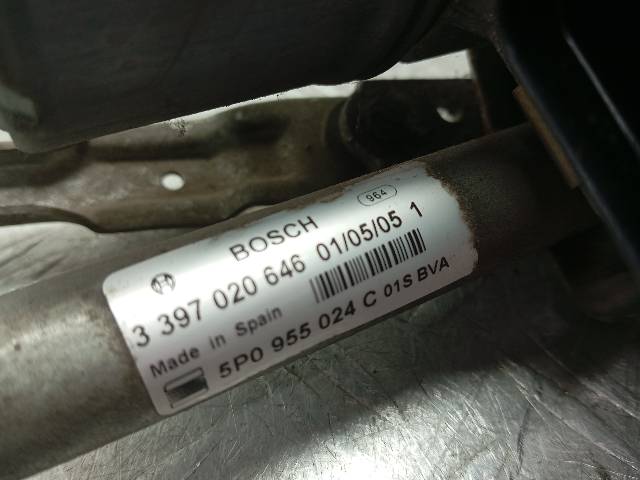 964
BOSCH
3 397 020 646 01/05/05 1
Made in Spain
5P0 955 024 C 01S BVA